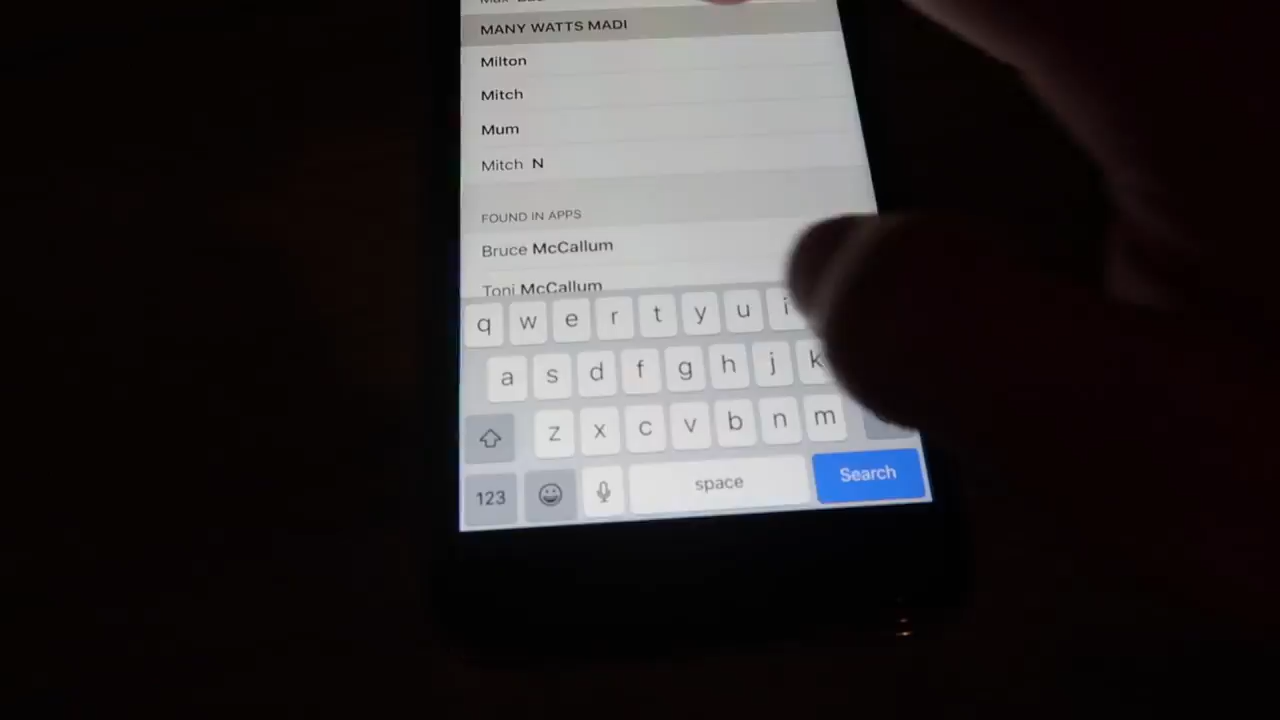 MANY WATTS MADI
Milton
Mitch
Mum
Mitch N
FOUND IN APPS
Bruce McCallum
Toni McCallum
q w e r t y u i
a s d f g h j k
z x c v b n m
123 space Search